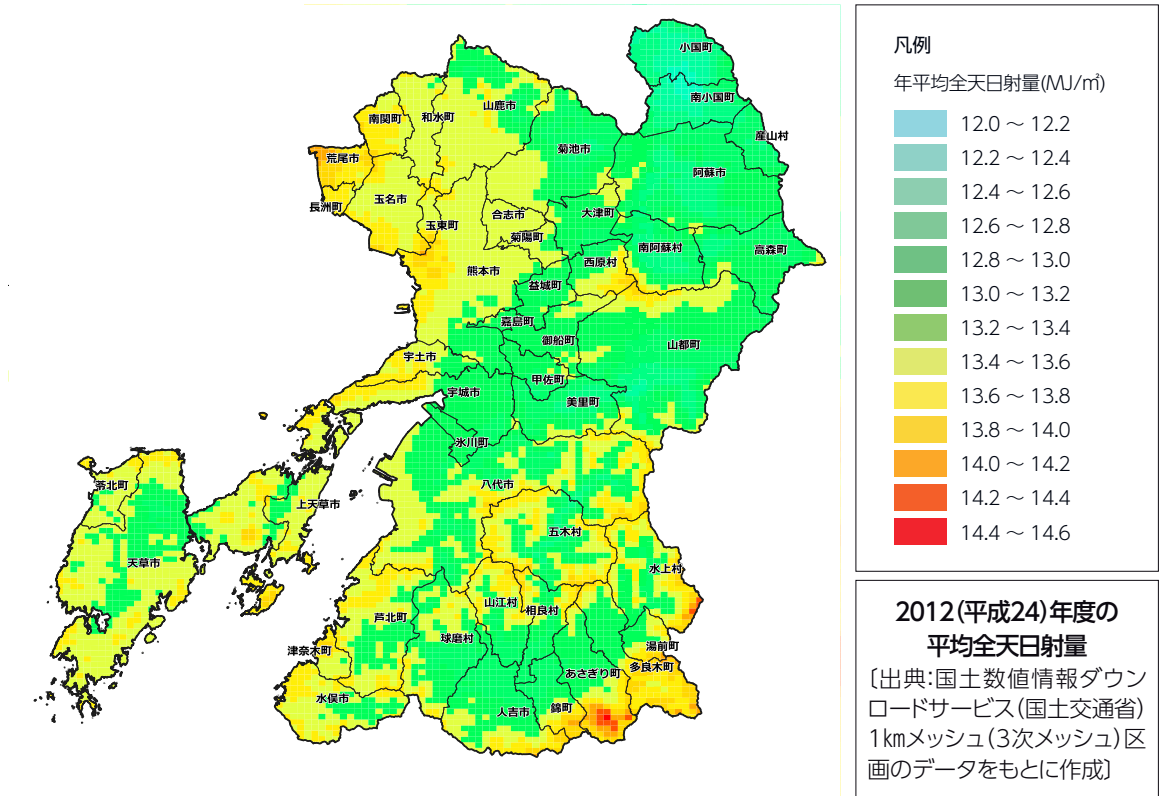 小国町
南小国町
産山村
山鹿市
和水町
南関町
菊池市
荒尾市
阿蘇市
玉名市
長洲町
合志市
大津町
玉東町
菊陽町
南阿蘇村
高森町
西原村
熊本市
益城町
嘉島町
御船町
山都町
宇土市
甲佐町
宇城市
美里町
氷川町
八代市
苓北町
上天草市
五木村
天草市
水上村
山江村
相良村
芦北町
球磨村
湯前町
津奈木町
あさぎり町
多良木町
水俣市
人吉市
錦町
凡例
年平均全天日射量(MJ/㎡)
12.0 ～ 12.2
12.2 ～ 12.4
12.4 ～ 12.6
12.6 ～ 12.8
12.8 ～ 13.0
13.0 ～ 13.2
13.2 ～ 13.4
13.4 ～ 13.6
13.6 ～ 13.8
13.8 ～ 14.0
14.0 ～ 14.2
14.2 ～ 14.4
14.4 ～ 14.6
2012(平成24)年度の
平均全天日射量
〔出典:国土数値情報ダウン
ロードサービス(国土交通省)
1㎞メッシュ(3次メッシュ)区
画のデータをもとに作成〕